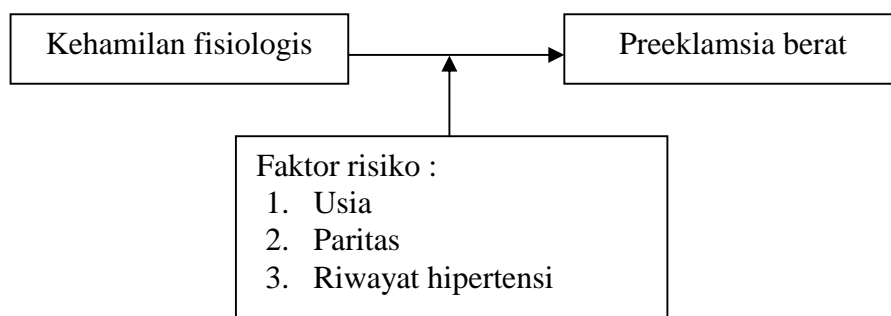 Kehamilan fisiologis
Preeklamsia berat
Faktor risiko :
1. Usia
2. Paritas
3. Riwayat hipertensi